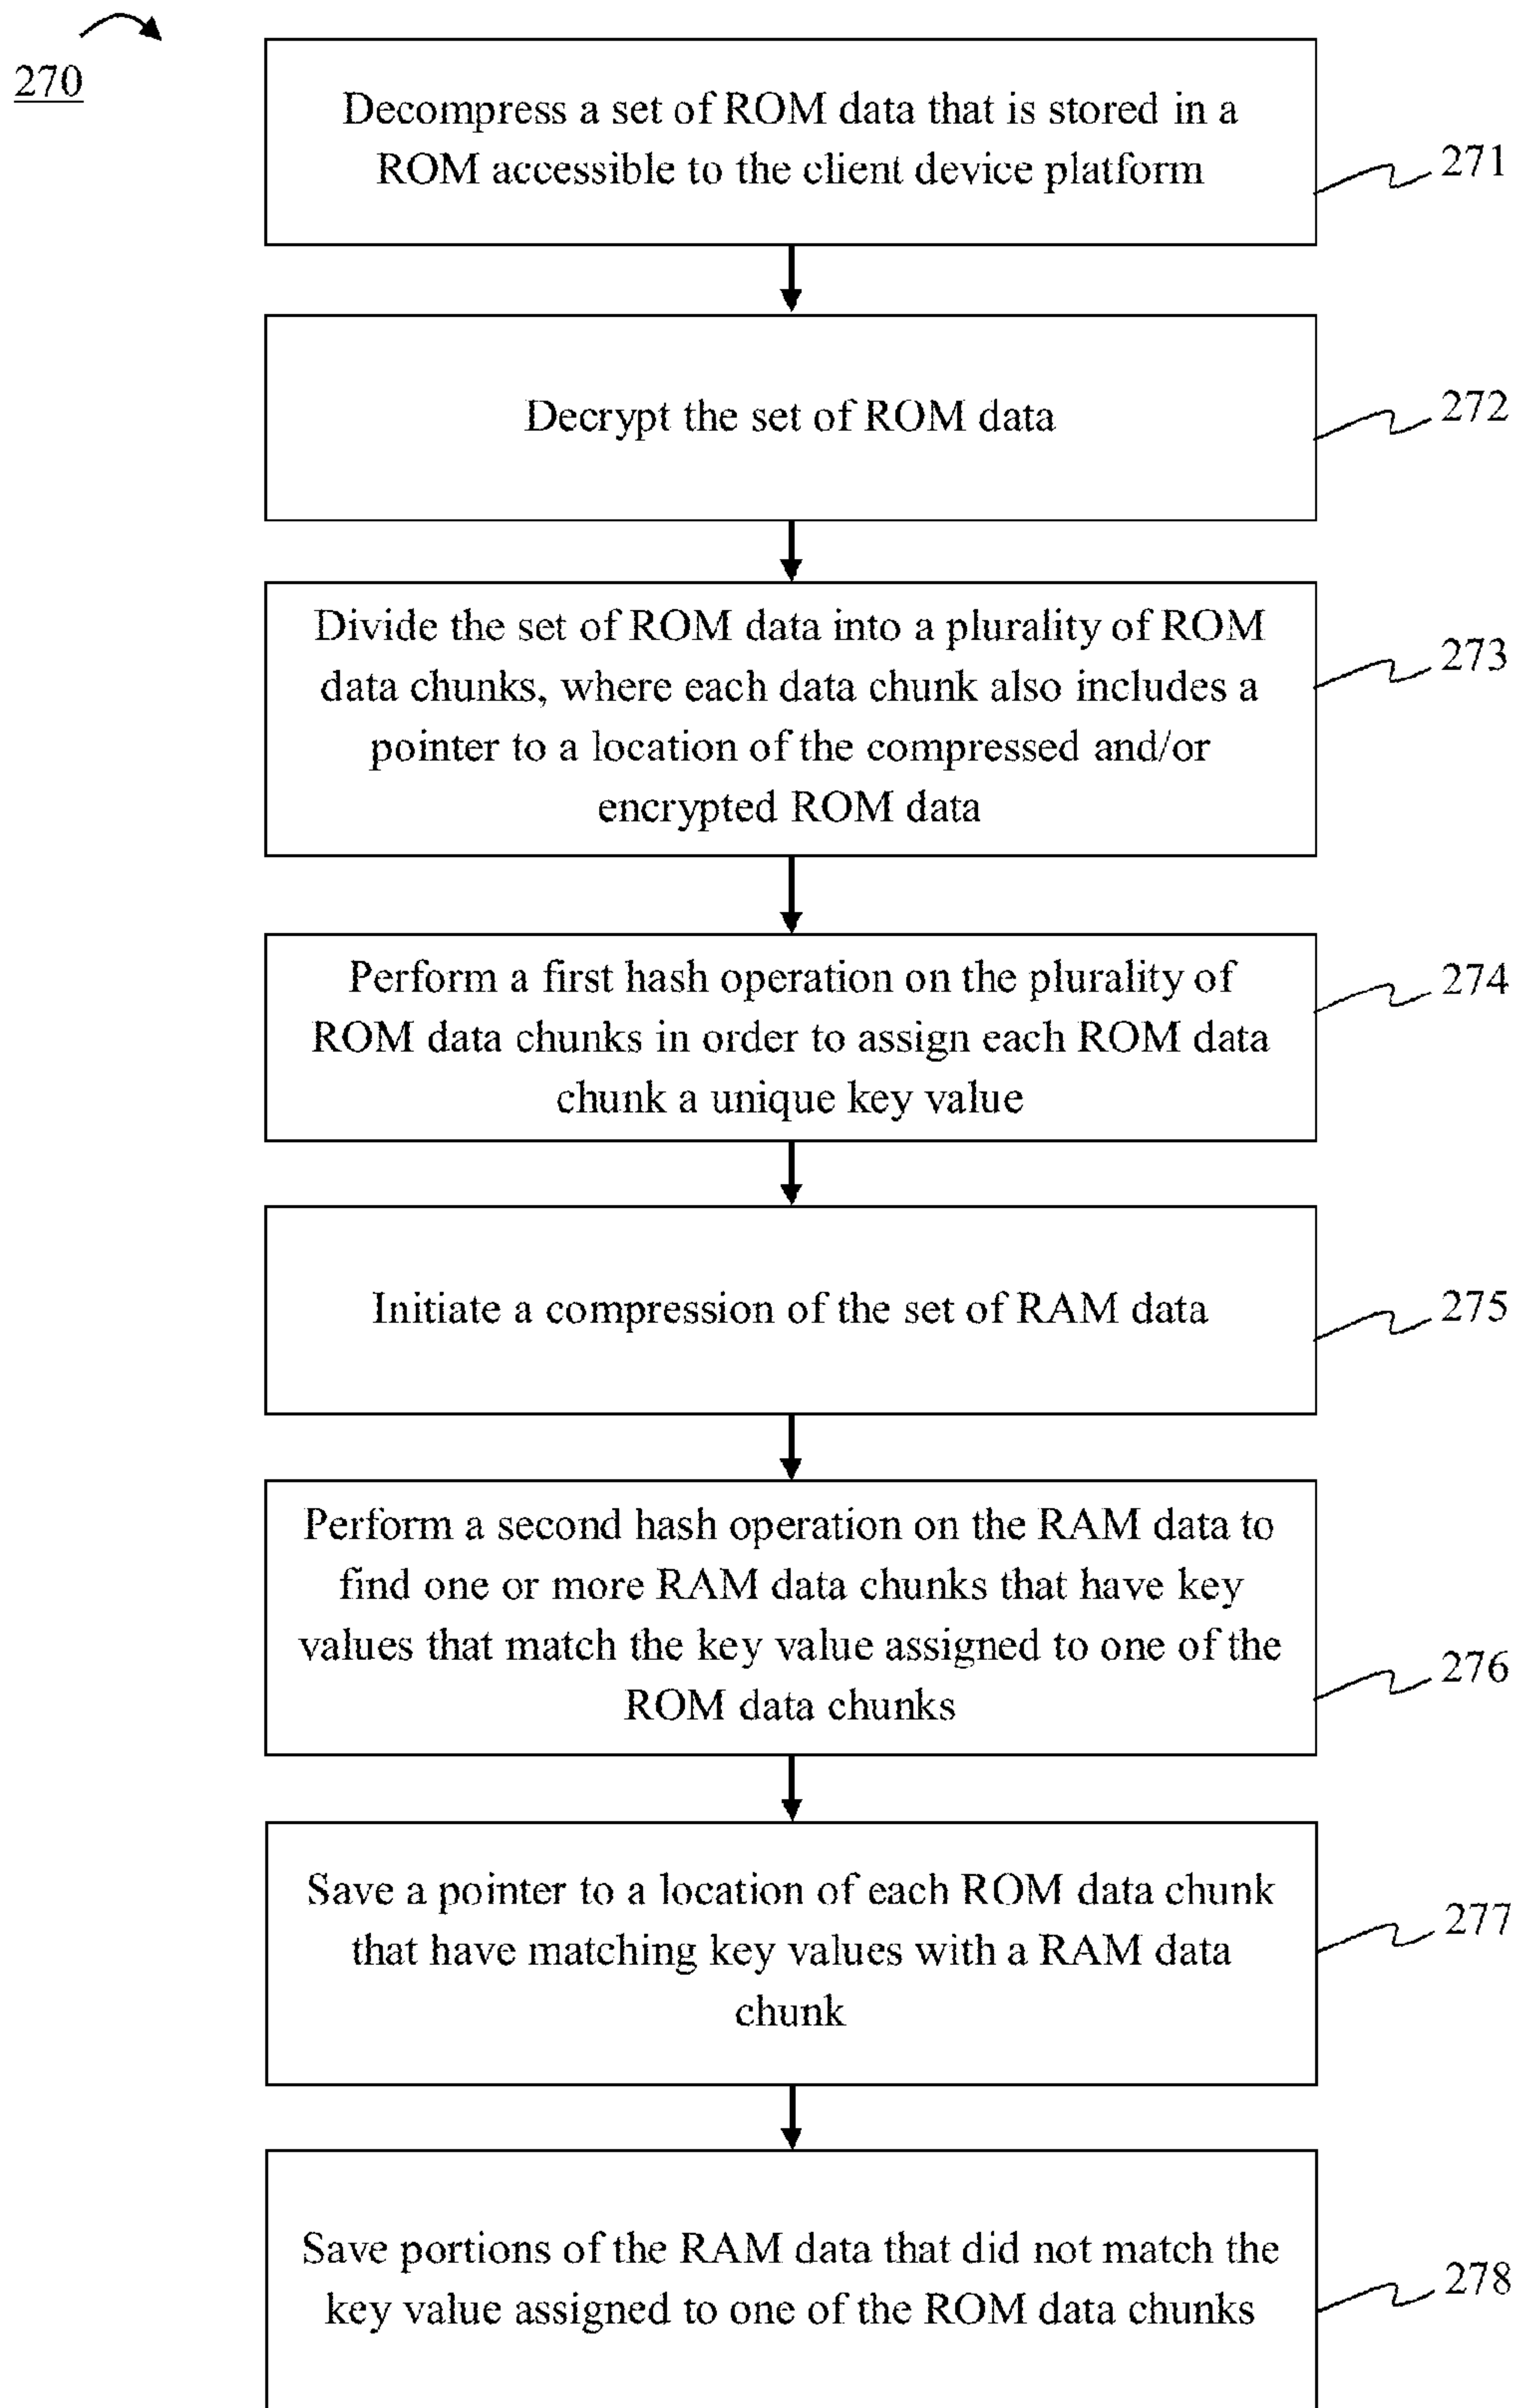 270
Decompress a set of ROM data that is stored in a
ROM accessible to the client device platform
271
Decrypt the set of ROM data
272
Divide the set of ROM data into a plurality of ROM
data chunks, where each data chunk also includes a
pointer to a location of the compressed and/or
encrypted ROM data
273
Perform a first hash operation on the plurality of
ROM data chunks in order to assign each ROM data
chunk a unique key value
274
Initiate a compression of the set of RAM data
275
Perform a second hash operation on the RAM data to
find one or more RAM data chunks that have key
values that match the key value assigned to one of the
ROM data chunks
276
Save a pointer to a location of each ROM data chunk
that have matching key values with a RAM data
chunk
277
Save portions of the RAM data that did not match the
key value assigned to one of the ROM data chunks
278